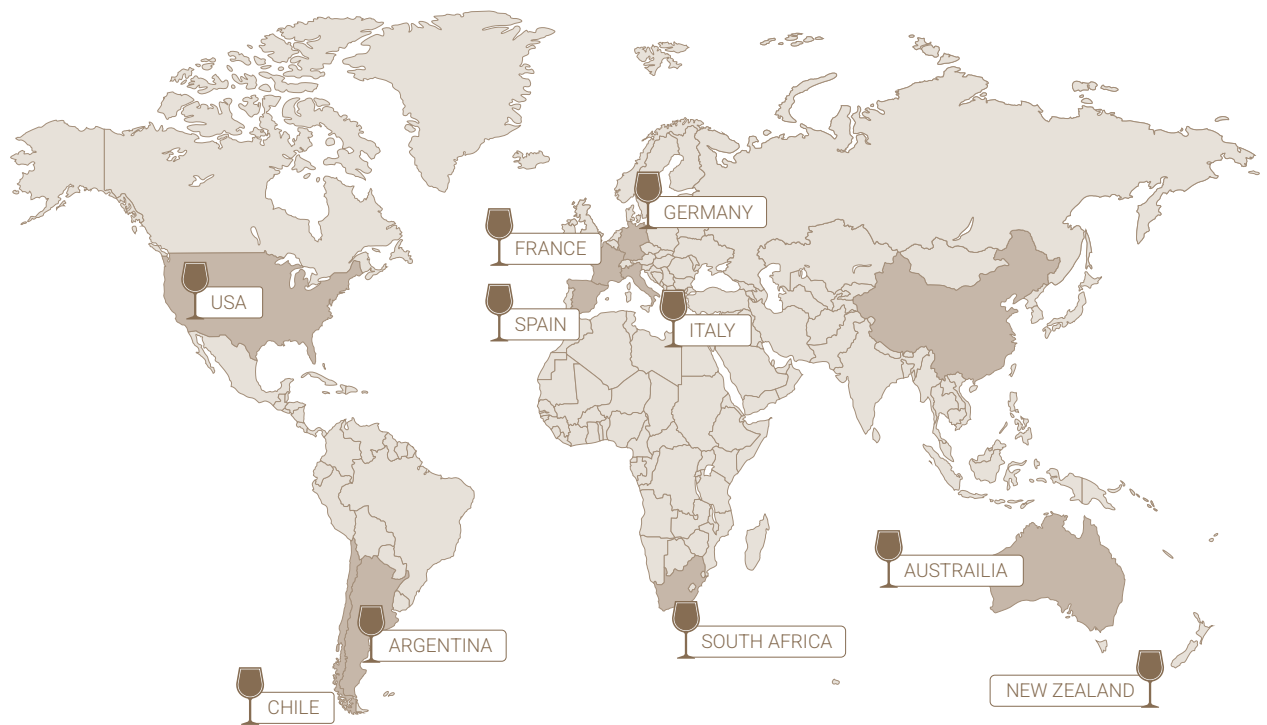 GERMANY
FRANCE
USA
SPAIN
ITALY
AUSTRAILIA
SOUTH AFRICA
ARGENTINA
NEW ZEALAND
CHILE